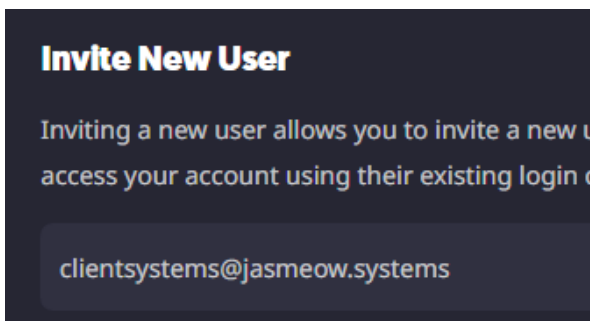 Invite New User
Inviting a new user allows you to invite a new
access your account using their existing login
clientsystems@jasmeow.systems